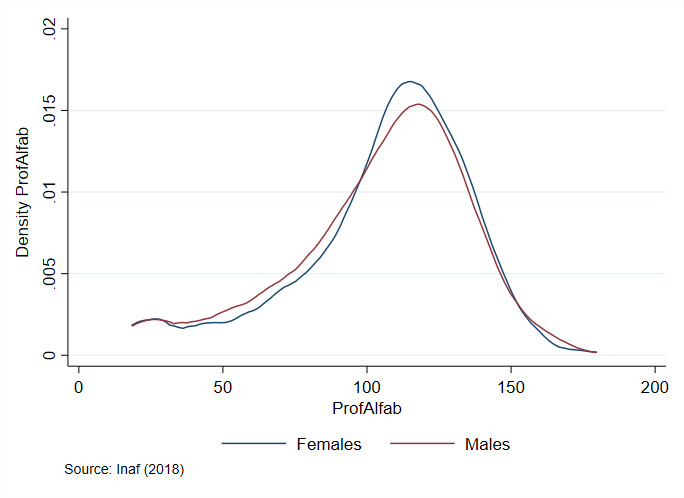 .02
.015
.01
.005
0
Density ProfAlfab
0 50 100 150 200
ProfAlfab
Females Males
Source: Inaf (2018)